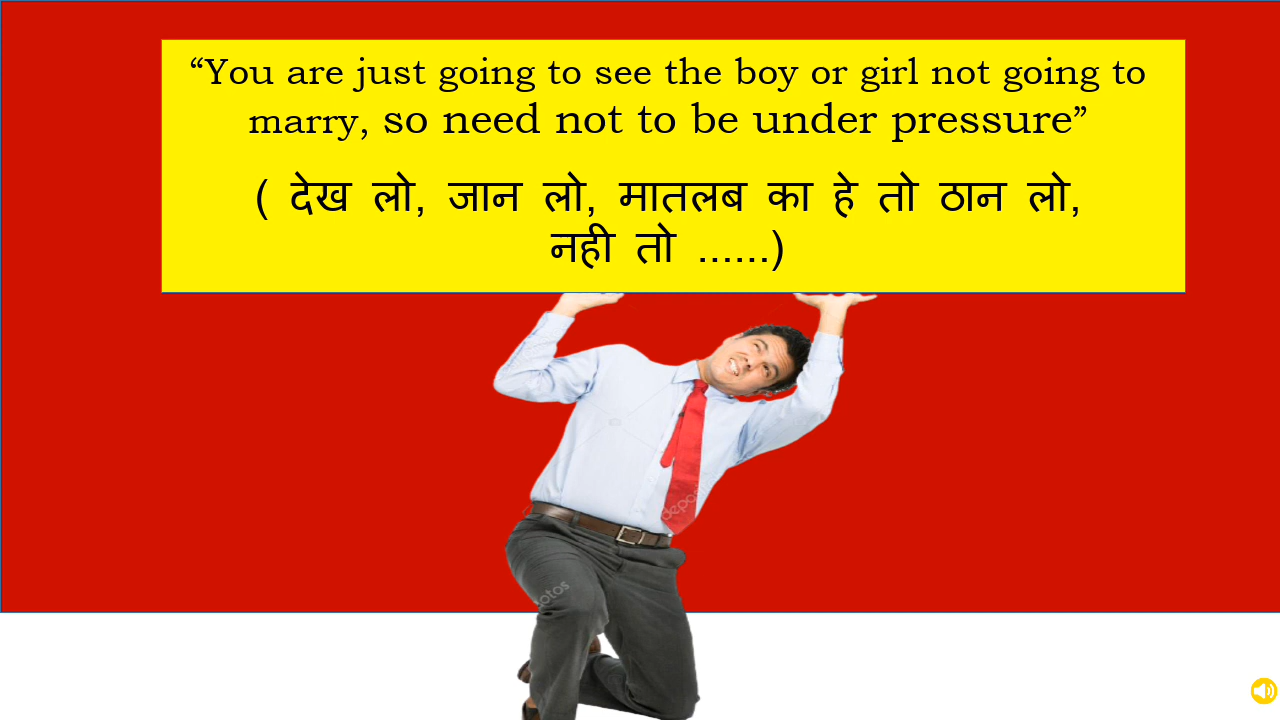 “You are just going to see the boy or girl not going to
marry, so need not to be under pressure”
( देख लो, जान लो, मातलब का हे तो ठान लो,
नही तो ......)